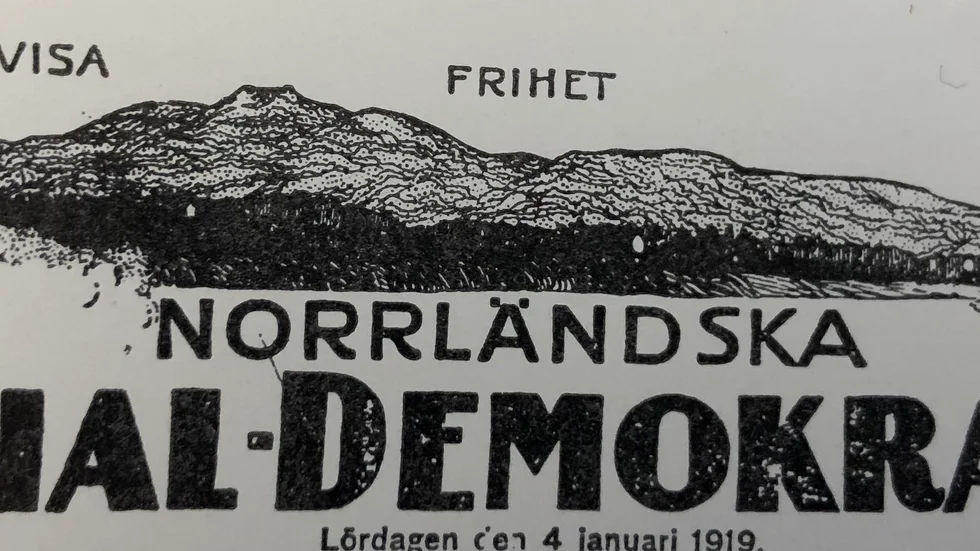 VISA FRIHET
NORRLÄNDSKA
IAL-DEMOKRA
Lördagen den 4 januari 1919.